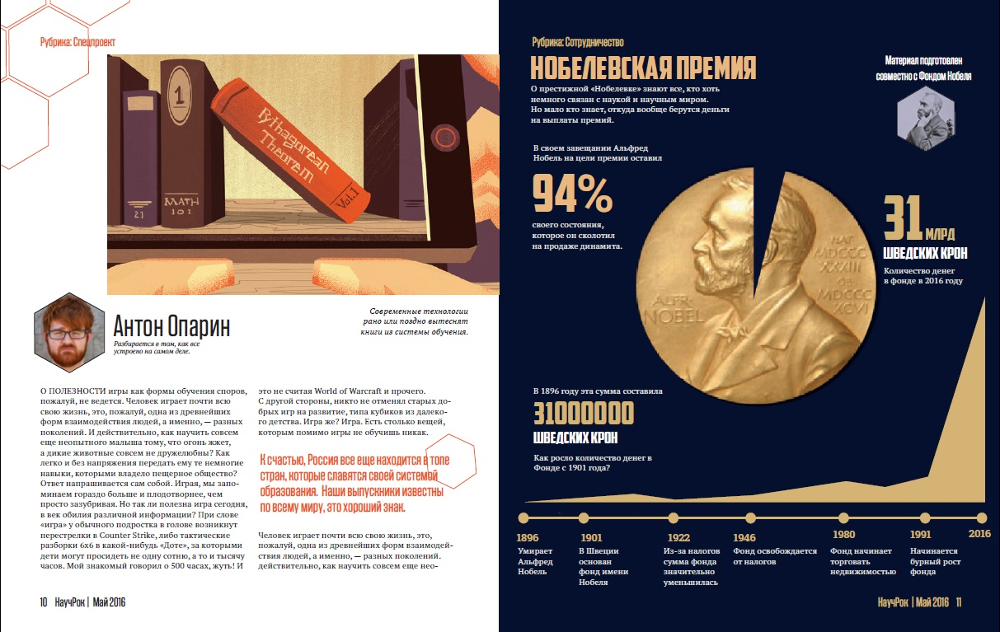 Рубрика: Спецпроект
1
Pythagorean
Theorem
Vol.1
21
MATH
101
Антон Опарин
Разбирается в том, как все
устроено на самом деле.
Современные технологии
рано или поздно вытеснят
книги из системы обучения.
О ПОЛЕЗНОСТИ игры как формы обучения споров,
пожалуй, не ведется. Человек играет почти всю
свою жизнь, это, пожалуй, одна из древнейших
форм взаимодействия людей, а именно, — разных
поколений. И действительно, как научить совсем
еще неопытного малыша тому, что огонь жжет,
а дикие животные совсем не дружелюбны? Как
легко и без напряжения передать ему те немногие
навыки, которыми владело пещерное общество?
Ответ напрашивается сам собой. Играя, мы запо-
минаем гораздо больше и плодотворнее, чем
просто зазубривая. Но так ли полезна игра сегодня,
в век обилия различной информации? При слове
«игра» у обычного подростка в голове возникнут
перестрелки в Counter Strike, либо тактические
разборки 6х6 в какой-нибудь «Доте», за которыми
дети могут просидеть не одну сотню, а то и тысячу
часов. Мой знакомый говорил о 500 часах, жуть! И
это не считая World of Warcraft и прочего.
С другой стороны, никто не отменял старых до-
брых игр на развитие, типа кубиков из далеко-
го детства. Игра же? Игра. Есть столько вещей,
которым помимо игры не обучишь никак.
К счастью, Россия все еще находится в топе
стран, которые славятся своей системой
образования. Наши выпускники известны
по всему миру, это хороший знак.
Человек играет почти всю свою жизнь, это,
пожалуй, одна из древнейших форм взаимодей-
ствия людей, а именно, — разных поколений.
действительно, как научить совсем еще нео-
10 НаучРок | Май 2016
Рубрика: Сотрудничество
НОБЕЛЕВСКАЯ ПРЕМИЯ
О престижной «Нобелевке» знают все, кто хоть
немного связан с наукой и научным миром.
Но мало кто знает, откуда вообще берутся деньги
на выплаты премий.
Материал подготовлен
совместно с Фондом Нобеля
В своем завещании Альфред
Нобель на цели премии оставил
94%
своего состояния,
которое он сколотил
на продаже динамита.
ALFR.
NOBEL
NAT.
MDCCC
XXXIII
OB.
MDCCC
XCVI
31 МЛРД
ШВЕДСКИХ КРОН
Количество денег
в фонде в 2016 году
В 1896 году эта сумма составила
31000000
ШВЕДСКИХ КРОН
Как росло количество денег в
Фонде с 1901 года?
1896
Умирает
Альфред
Нобель
1901
В Швеции
основан
фонд имени
Нобеля
1922
Из-за налогов
сумма фонда
значительно
уменьшилась
1946
Фонд освобождается
от налогов
1980
Фонд начинает
торговать
недвижимостью
1991
Начинается
бурный рост
фонда
2016
НаучРок | Май 2016 11